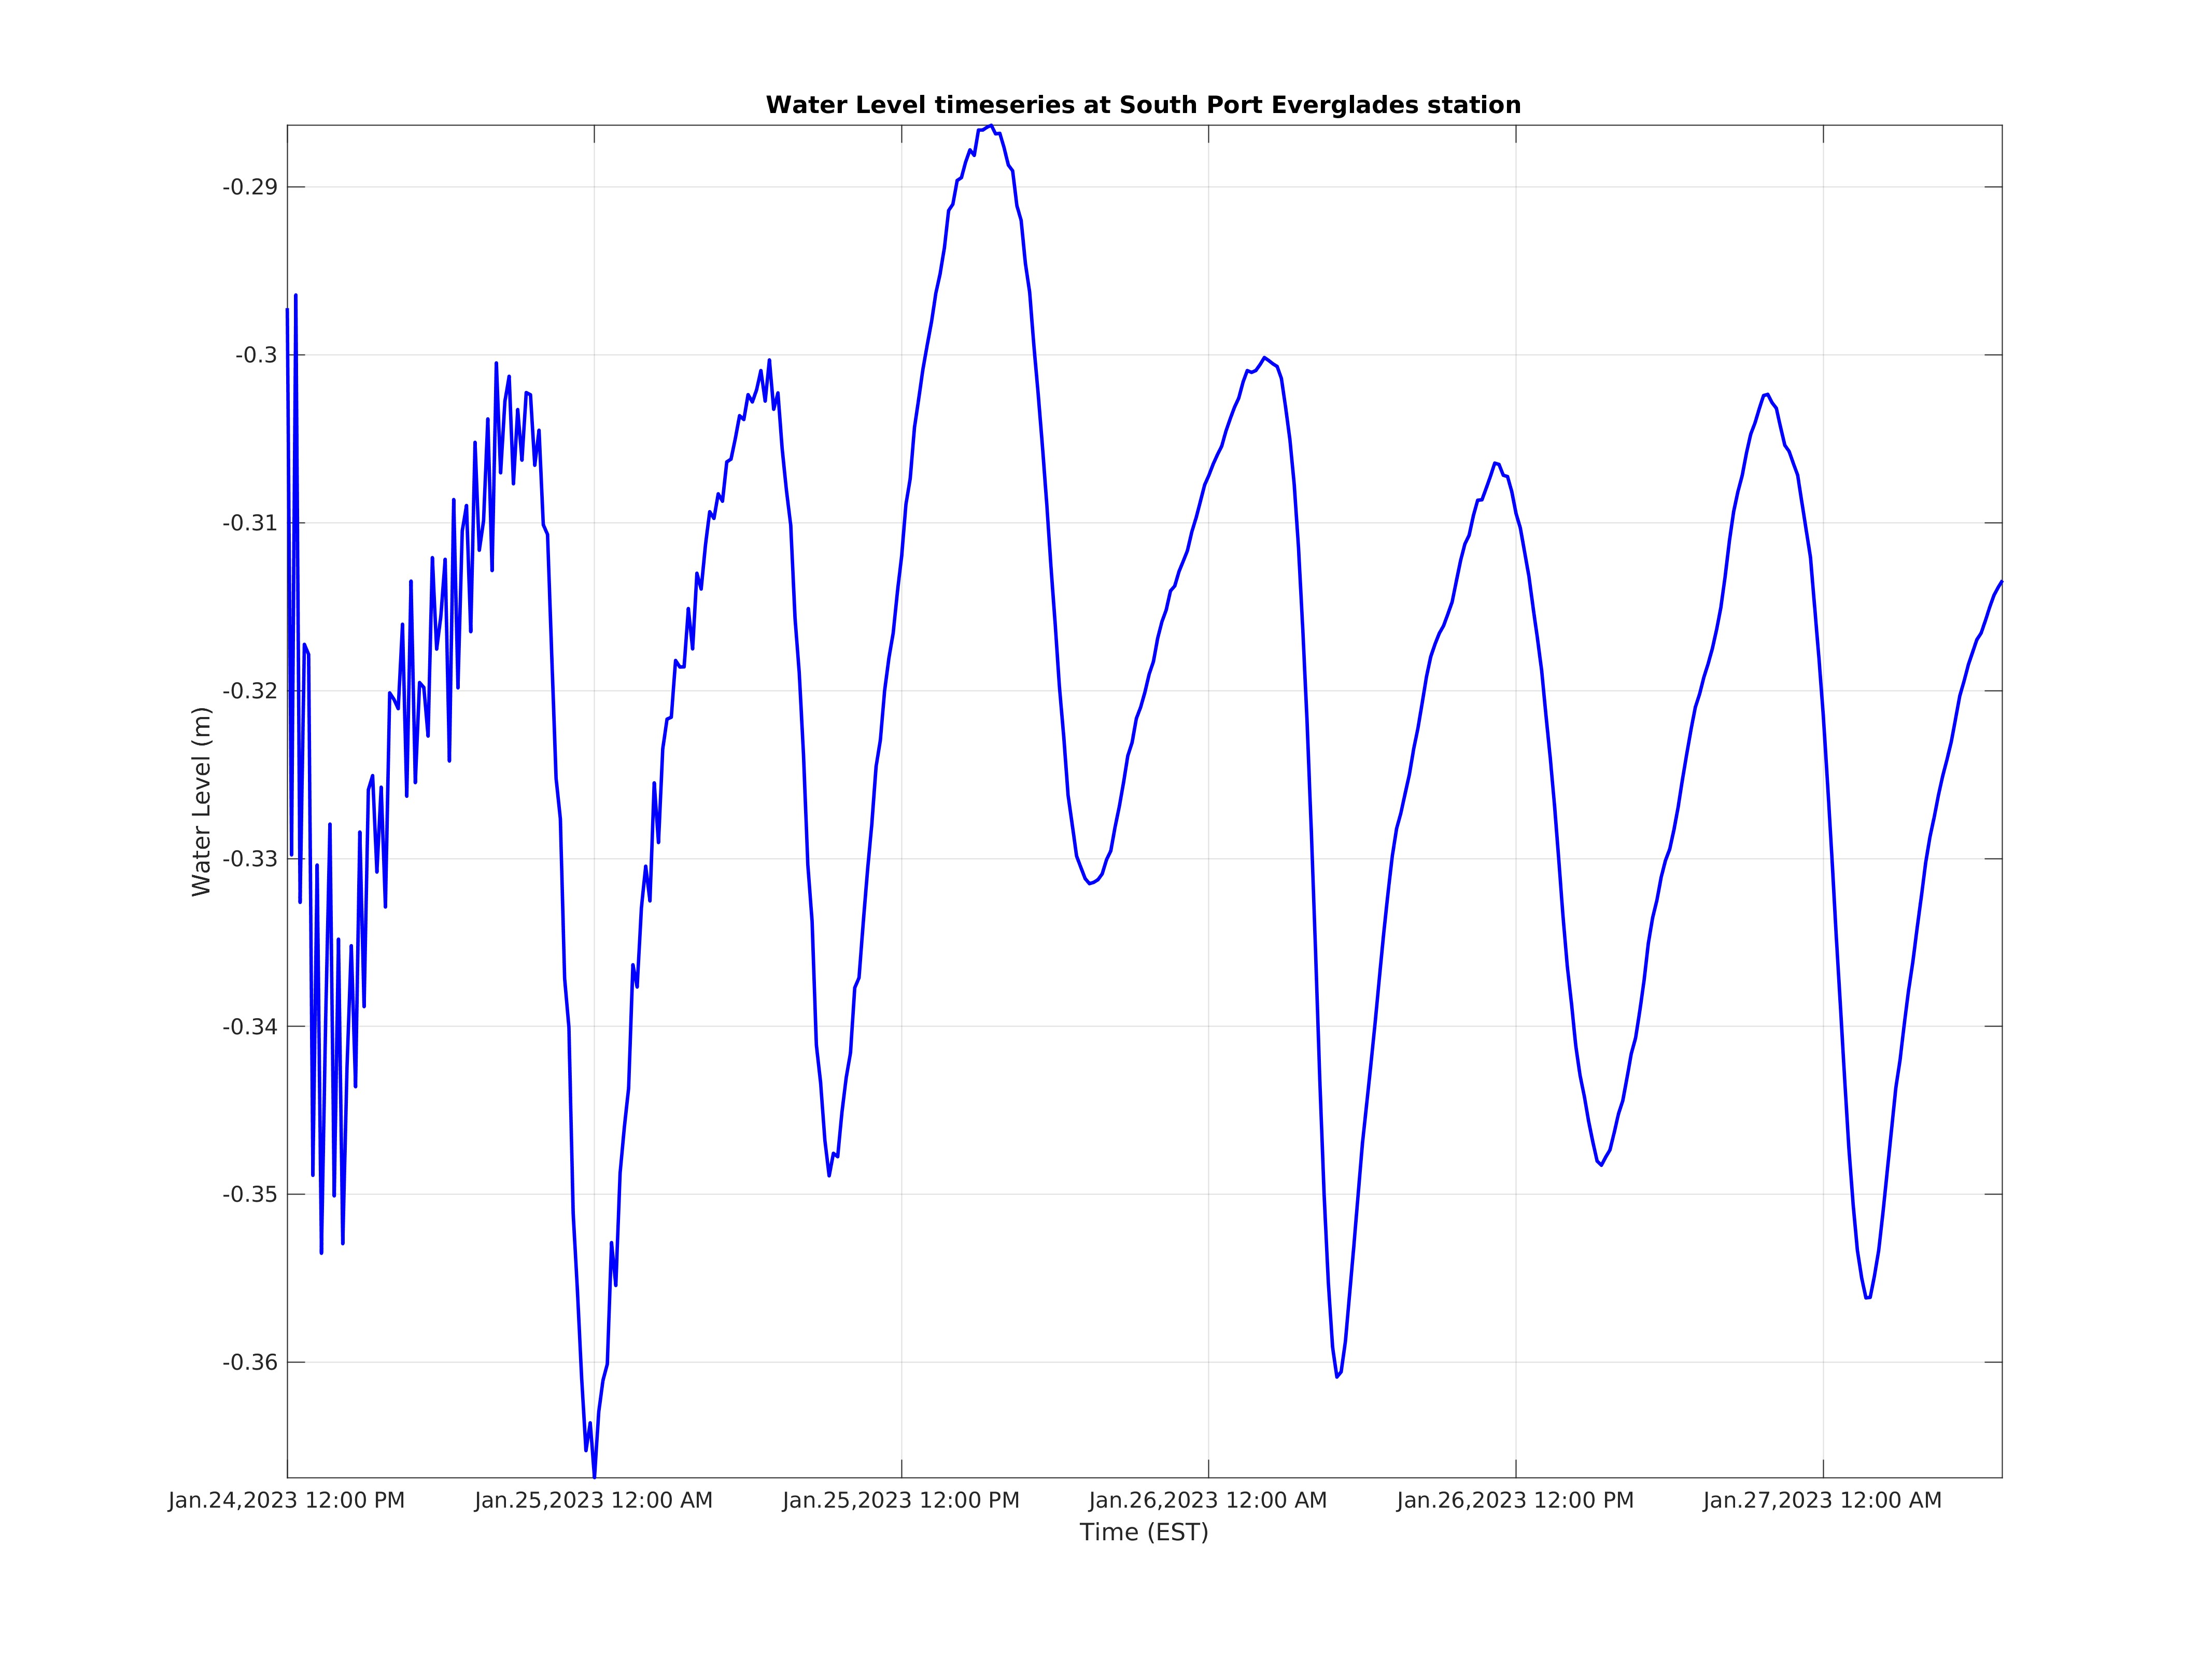 Water Level timeseries at South Port Everglades station
-0.29
-0.3
-0.31
-0.32
-0.33
-0.34
-0.35
-0.36
Water Level (m)
Jan.24,2023 12:00 PM
Jan.25,2023 12:00 AM
Jan.25,2023 12:00 PM
Jan.26,2023 12:00 AM
Jan.26,2023 12:00 PM
Jan.27,2023 12:00 AM
Time (EST)